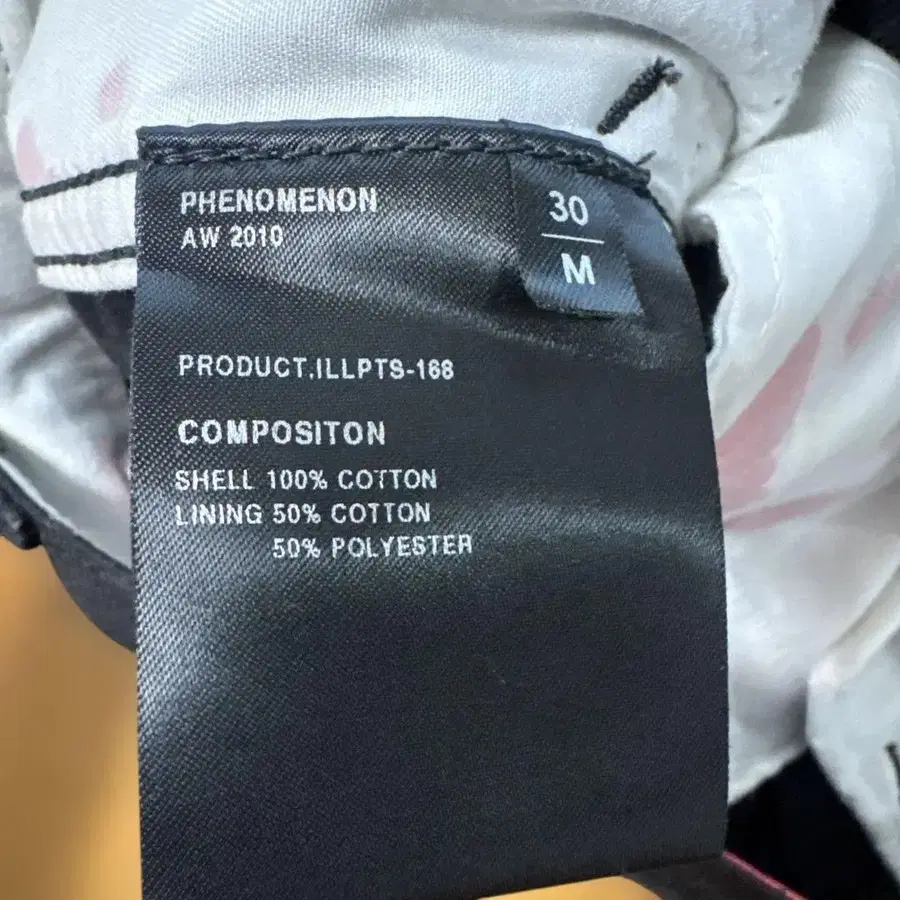 PHENOMENON
AW 2010
30
M
PRODUCT.ILLPTS-168
COMPOSITON
SHELL 100% COTTON
LINING 50% COTTON
50% POLYESTER